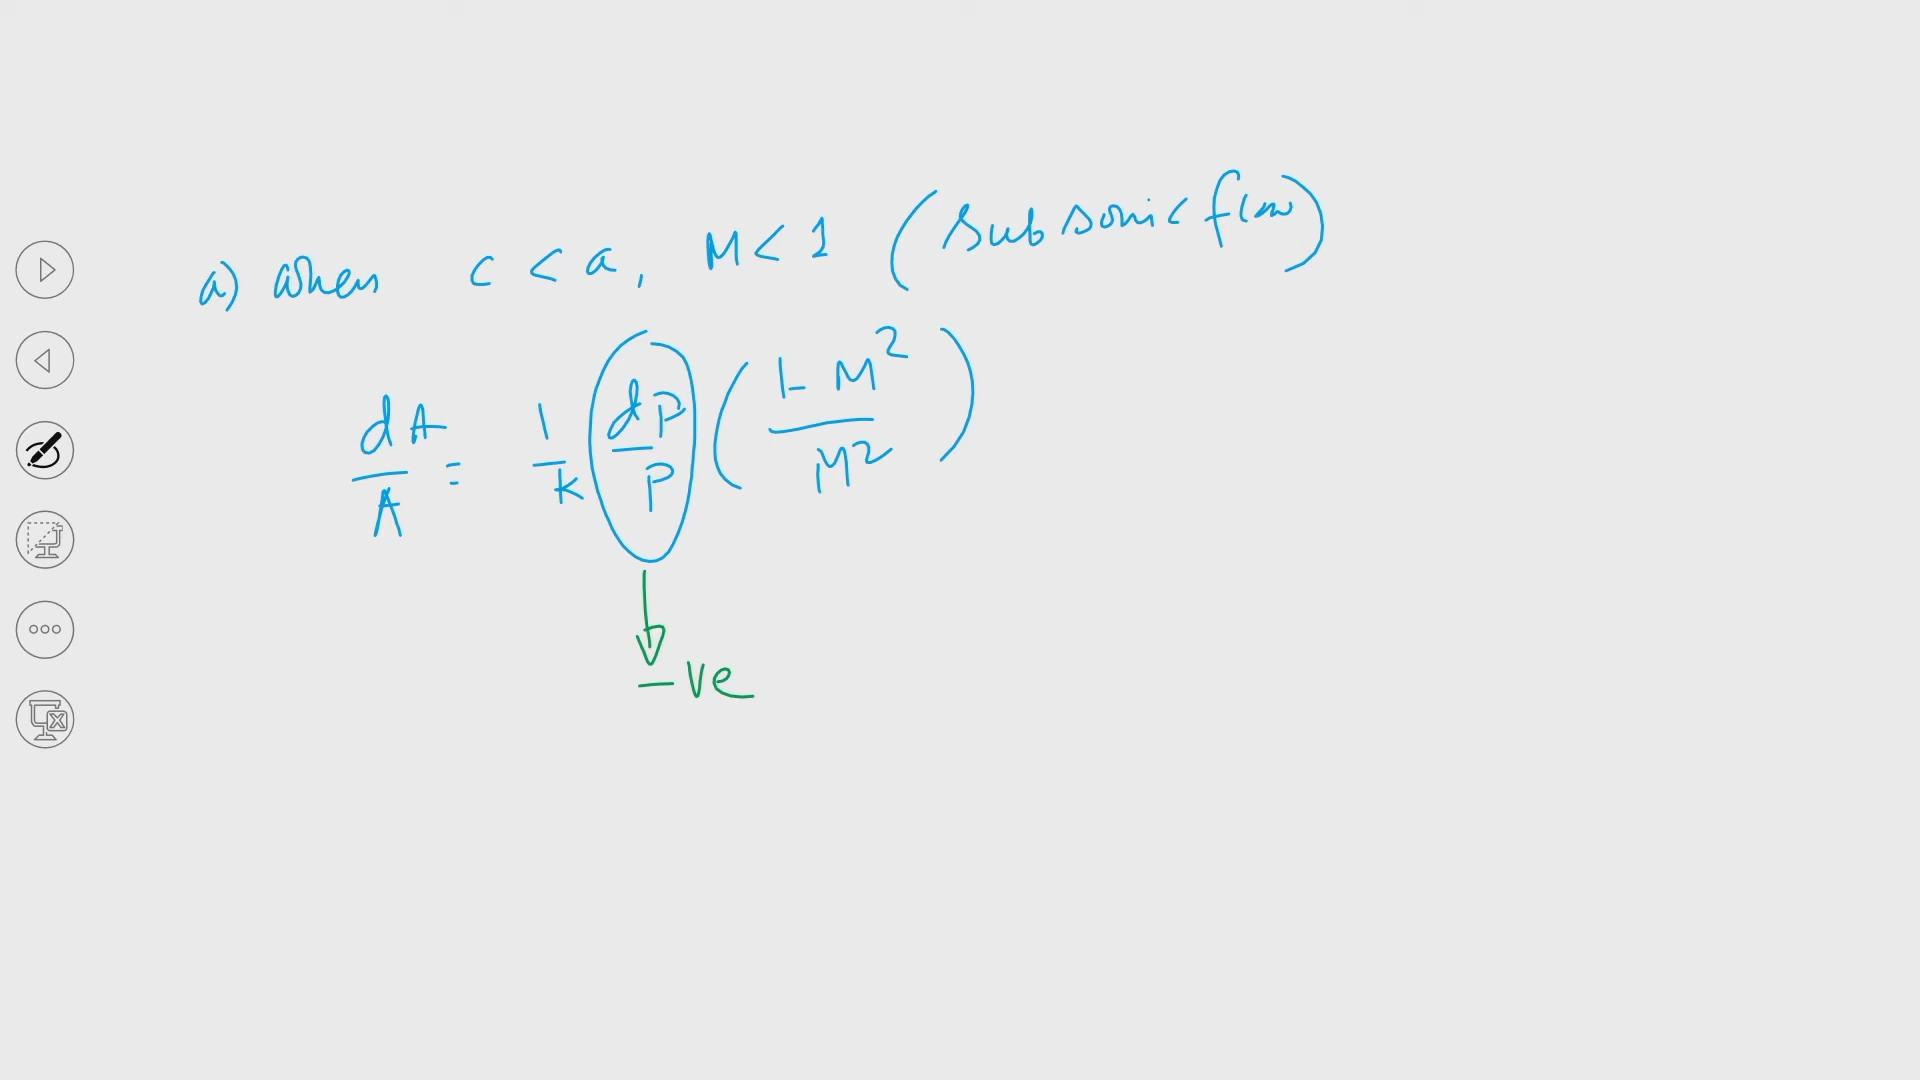 a) when c < a, M < 1 (subsonic flow)
dA/A = 1/k dP/P (1 - M²/M²)
-ve